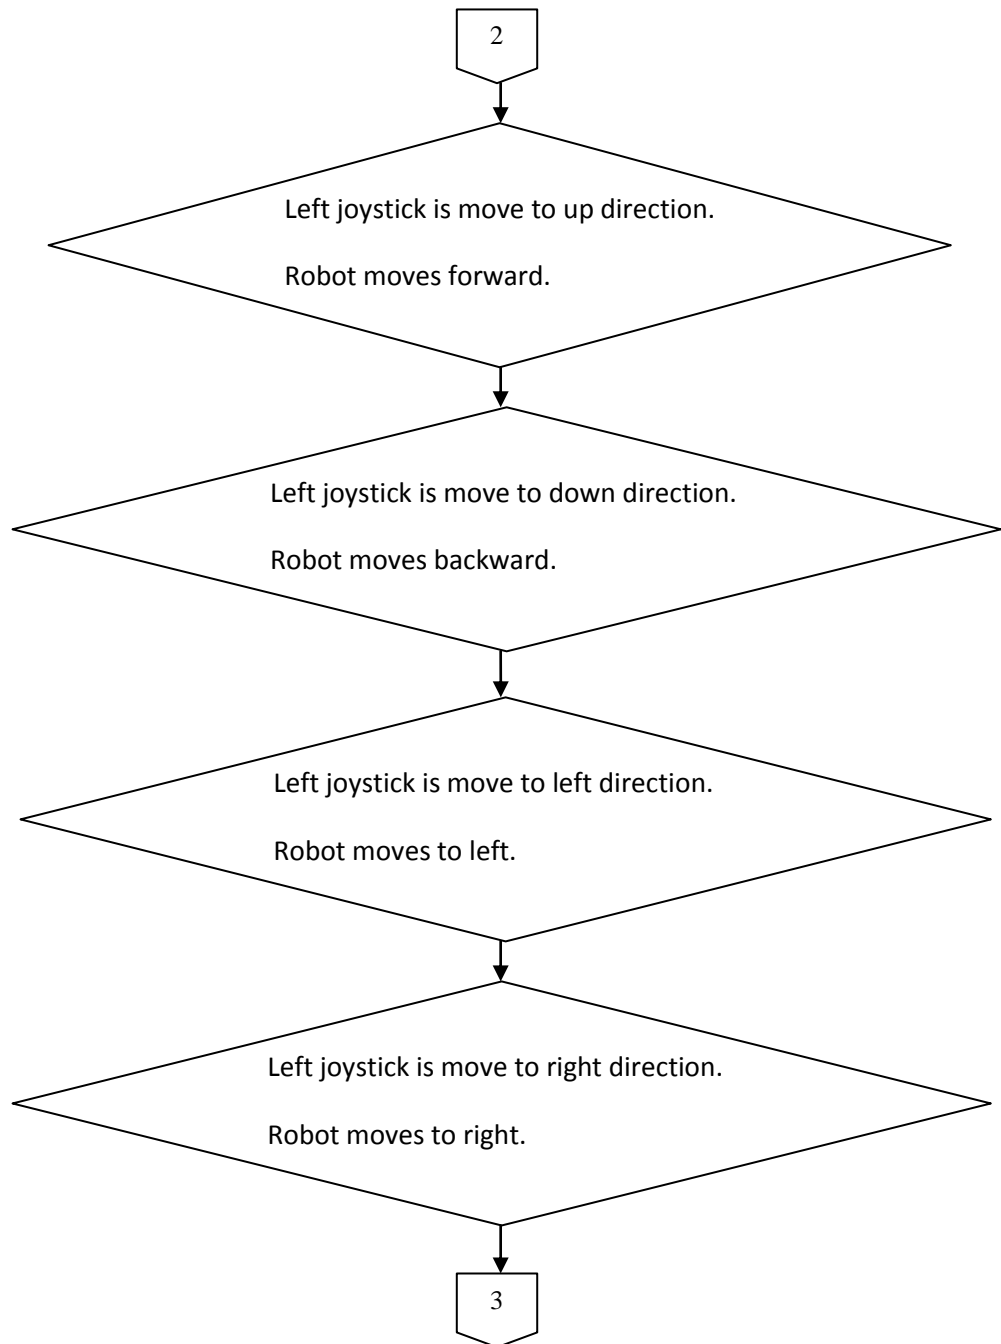 2
Left joystick is move to up direction.
Robot moves forward.
Left joystick is move to down direction.
Robot moves backward.
Left joystick is move to left direction.
Robot moves to left.
Left joystick is move to right direction.
Robot moves to right.
3